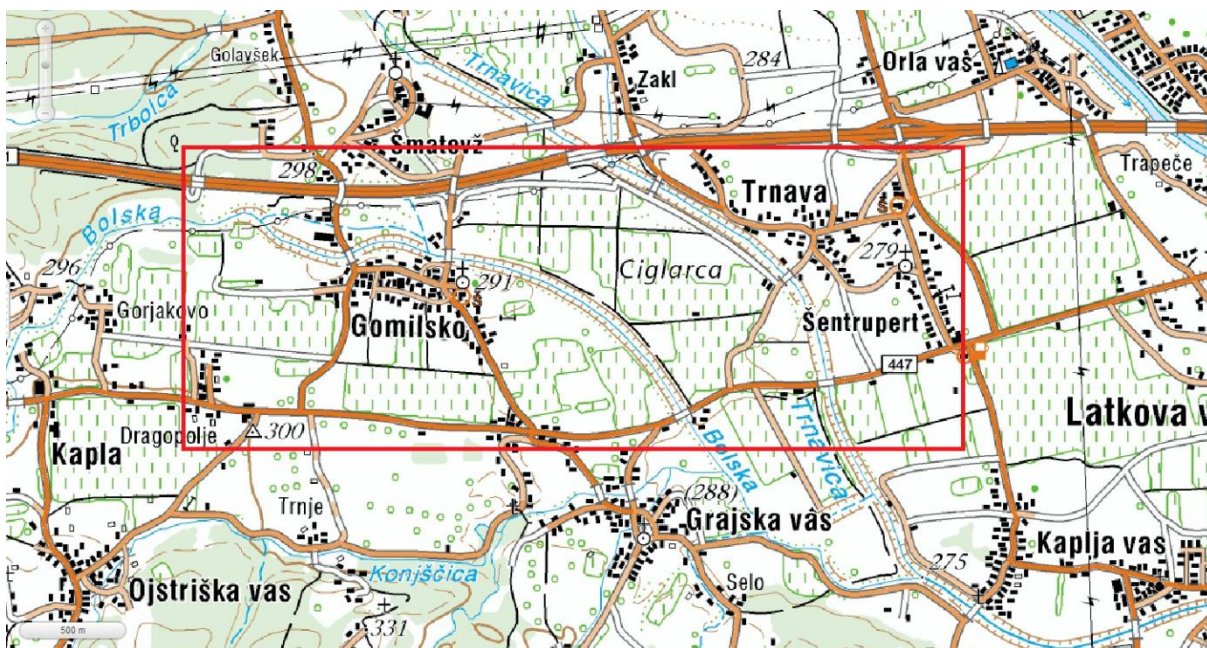 Golavšek
Trnavica
Zakl
284
Orla vas
Trbolca
Šmatovž
1
298
Trnava
Trapeče
Bolska
296
291
Ciglarca
279
Gorjakovo
Gomilsko
Šentrupert
447
Dragopolje
300
Latkova v
Kapla
Bolska
Trnavica
Trnje
(288)
Grajska vas
Konjščica
275
Kaplja vas
Ojstriška vas
Selo
331
500 m